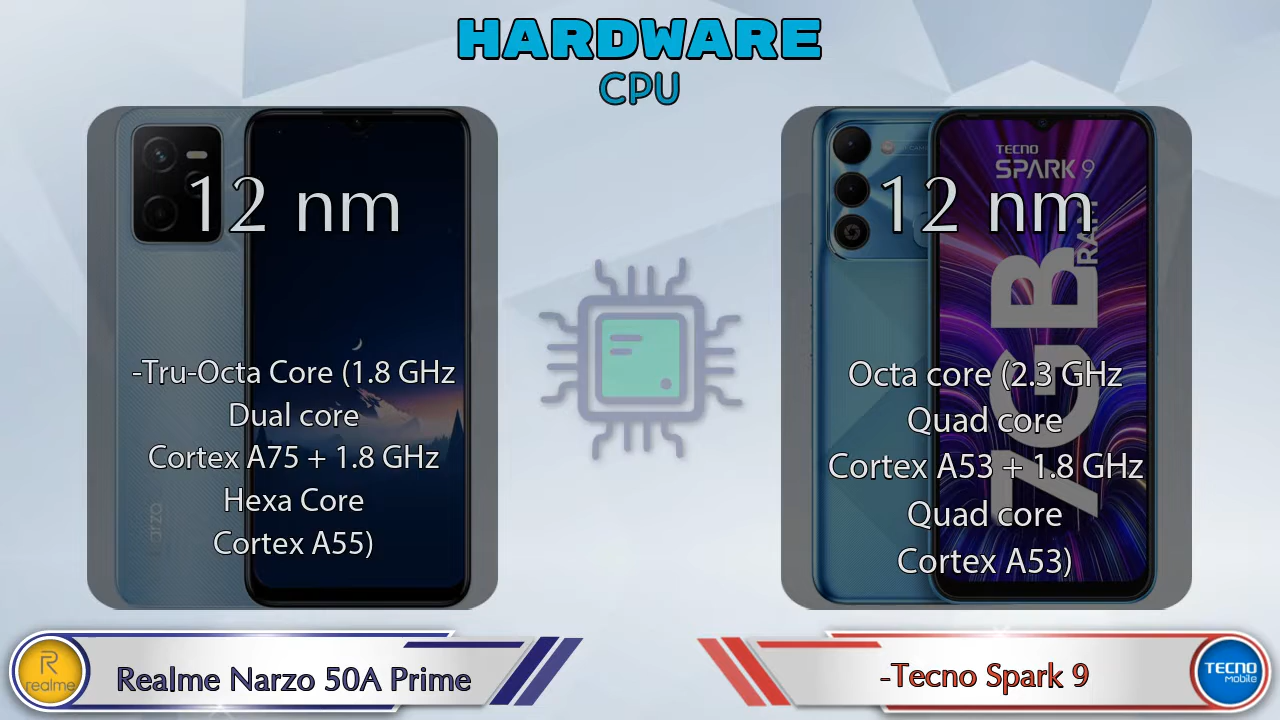 HARDWARE
CPU
12 nm
-Tru-Octa Core (1.8 GHz
Dual core
Cortex A75 + 1.8 GHz
Hexa Core
Cortex A55)
TECNO
SPARK 9
12 nm
7GB
RAM
Octa core (2.3 GHz
Quad core
Cortex A53 + 1.8 GHz
Quad core
Cortex A53)
R
realme
Realme Narzo 50A Prime
-Tecno Spark 9
TECNO
Mobile